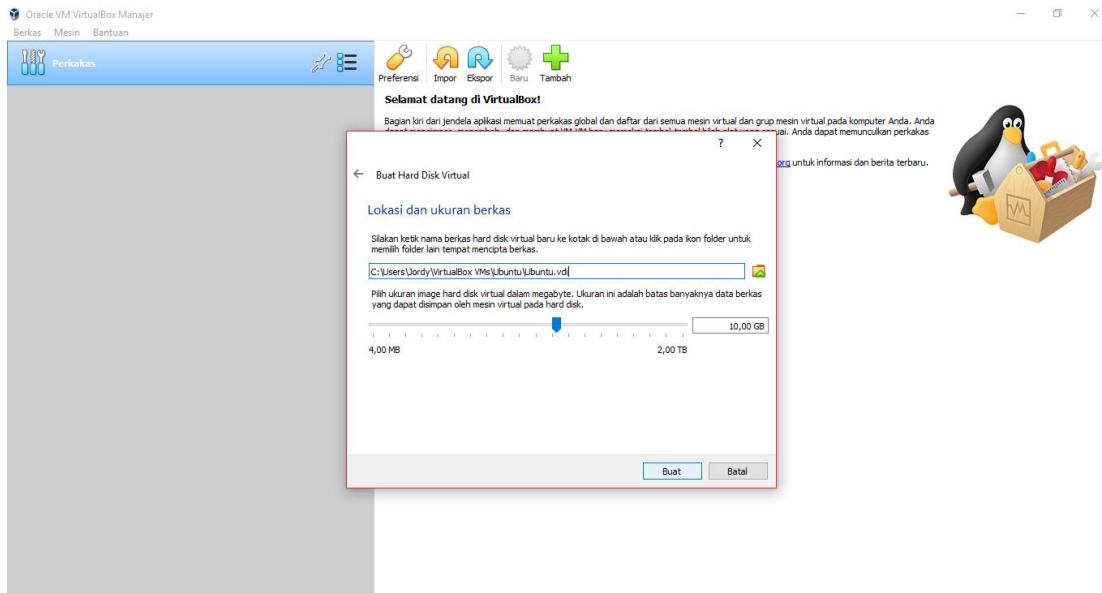 Oracle VM VirtualBox Manajer
Berkas Mesin Bantuan
Perkakas
Preferensi Impor Ekspor Baru Tambah
Selamat datang di VirtualBox!
Bagian kiri dari jendela aplikasi memuat perkakas global dan daftar dari semua mesin virtual dan grup mesin virtual pada komputer Anda. Anda
uai. Anda dapat memunculkan perkakas
org untuk informasi dan berita terbaru.
Buat Hard Disk Virtual
Lokasi dan ukuran berkas
Silakan ketik nama berkas hard disk virtual baru ke kotak di bawah atau klik pada ikon folder untuk
memilih folder lain tempat mencipta berkas.
C:\Users\Jordy\VirtualBox VMs\Ubuntu\Ubuntu.vdi
Pilih ukuran image hard disk virtual dalam megabyte. Ukuran ini adalah batas banyaknya data berkas
yang dapat disimpan oleh mesin virtual pada hard disk.
10,00 GB
4,00 MB 2,00 TB
Buat Batal